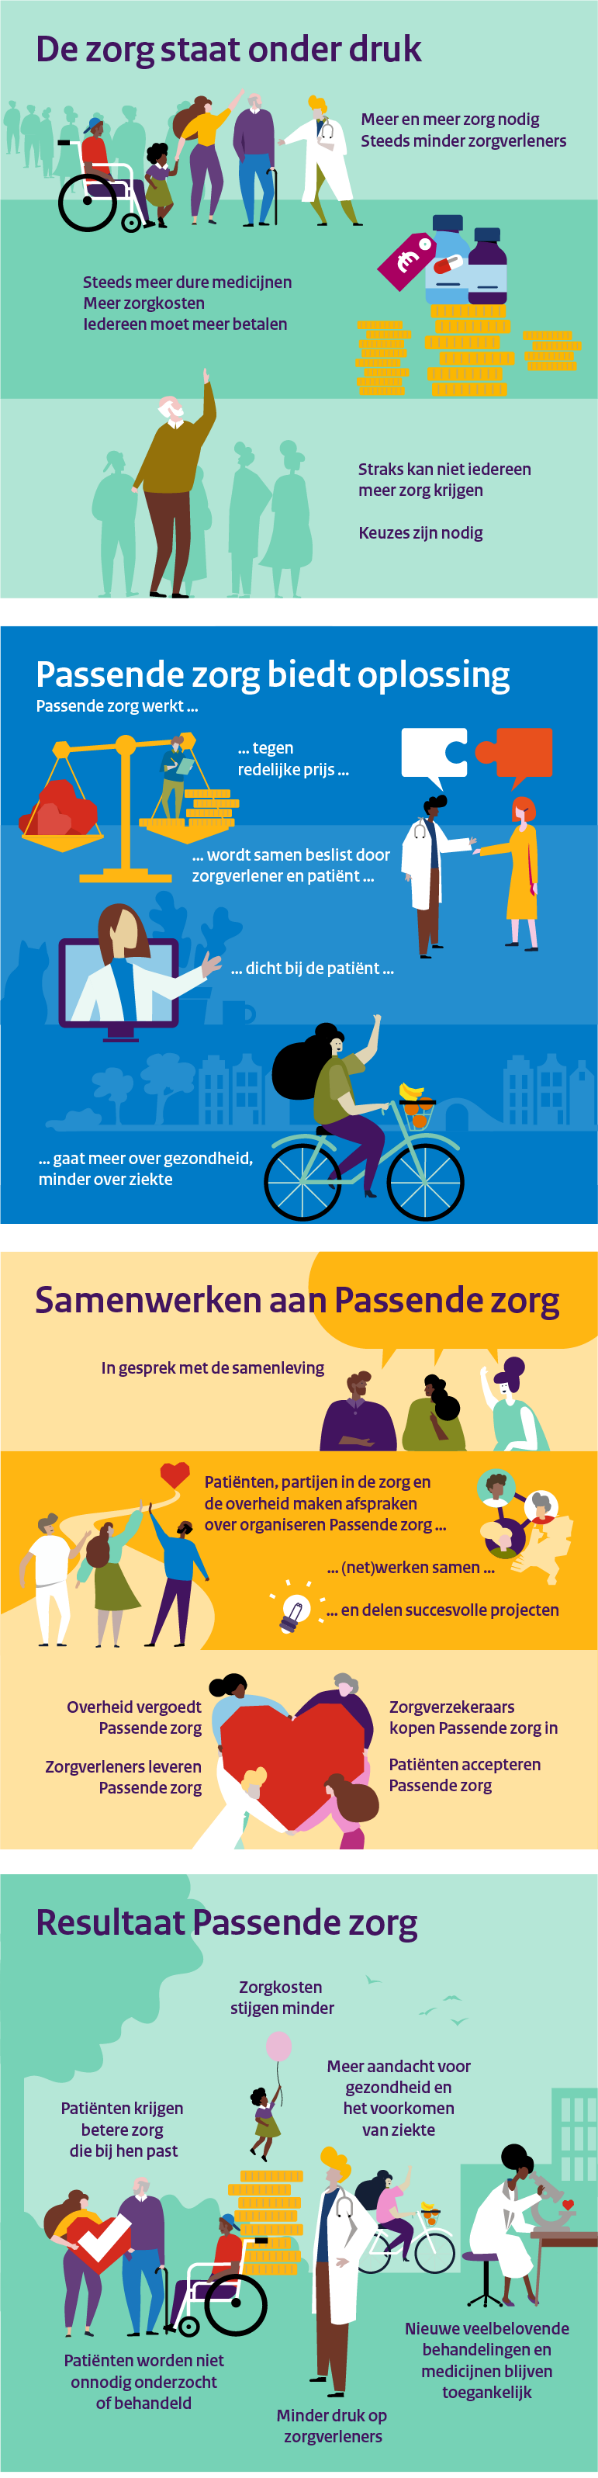 De zorg staat onder druk
Meer en meer zorg nodig
Steeds minder zorgverleners
Steeds meer dure medicijnen
Meer zorgkosten
Iedereen moet meer betalen
€
Straks kan niet iedereen
meer zorg krijgen
Keuzes zijn nodig
Passende zorg biedt oplossing
Passende zorg werkt ...
... tegen
redelijke prijs ...
... wordt samen beslist door
zorgverlener en patiënt ...
... dicht bij de patiënt ...
... gaat meer over gezondheid,
minder over ziekte
Samenwerken aan Passende zorg
In gesprek met de samenleving
Patiënten, partijen in de zorg en
de overheid maken afspraken
over organiseren Passende zorg ...
... (net)werken samen ...
... en delen succesvolle projecten
Overheid vergoedt
Passende zorg
Zorgverleners leveren
Passende zorg
Zorgverzekeraars
kopen Passende zorg in
Patiënten accepteren
Passende zorg
Resultaat Passende zorg
Zorgkosten
stijgen minder
Meer aandacht voor
gezondheid en
het voorkomen
van ziekte
Patiënten krijgen
betere zorg
die bij hen past
Patiënten worden niet
onnodig onderzocht
of behandeld
Minder druk op
zorgverleners
Nieuwe veelbelovende
behandelingen en
medicijnen blijven
toegankelijk